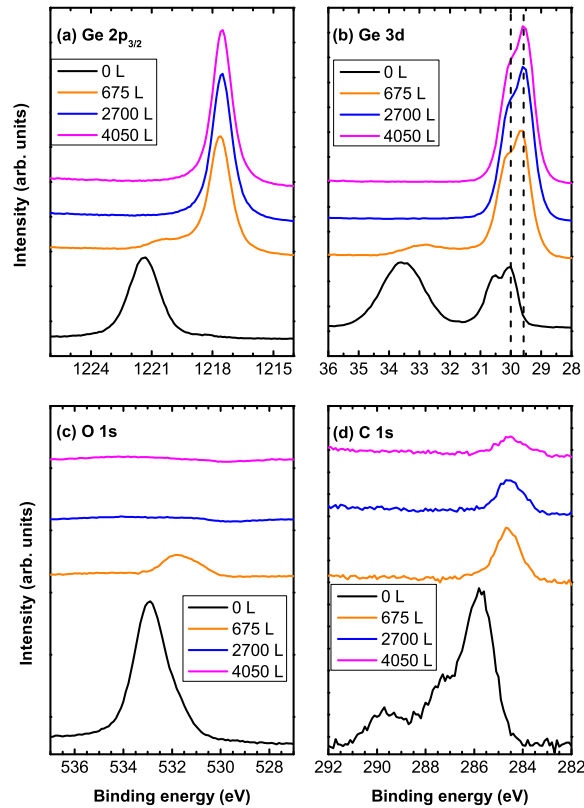 (a) Ge 2p3/2
0 L
675 L
2700 L
4050 L
1224 1221 1218 1215
(b) Ge 3d
0 L
675 L
2700 L
4050 L
36 35 34 33 32 31 30 29 28
Intensity (arb. units)
(c) O 1s
0 L
675 L
2700 L
4050 L
536 534 532 530 528
Binding energy (eV)
(d) C 1s
0 L
675 L
2700 L
4050 L
292 290 288 286 284 282
Binding energy (eV)
Intensity (arb. units)